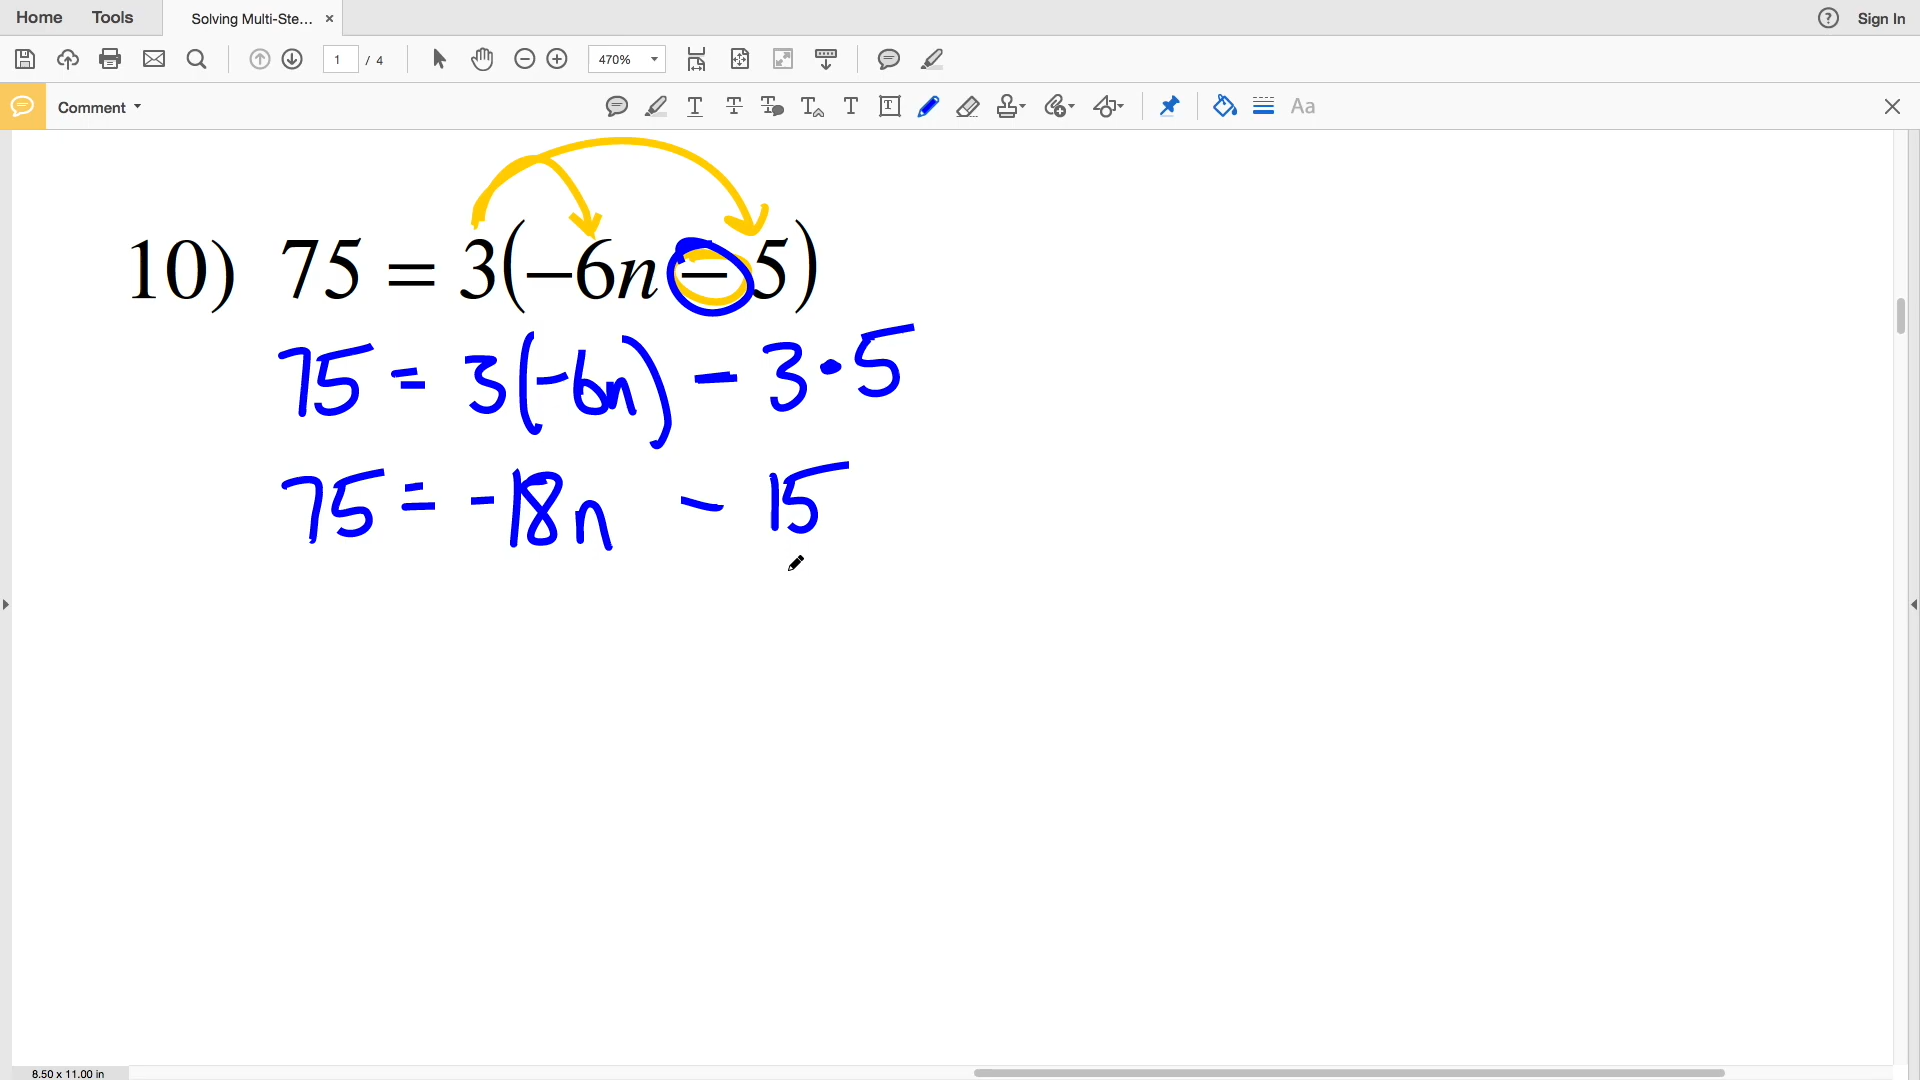 Home Tools Solving Multi-Ste... × ? Sign In
1 / 4 470%
Comment T T T T T T Aa
10) 75 = 3(−6n − 5)
75 = 3(-6n) - 3 • 5
75 = -18n - 15
8.50 x 11.00 in